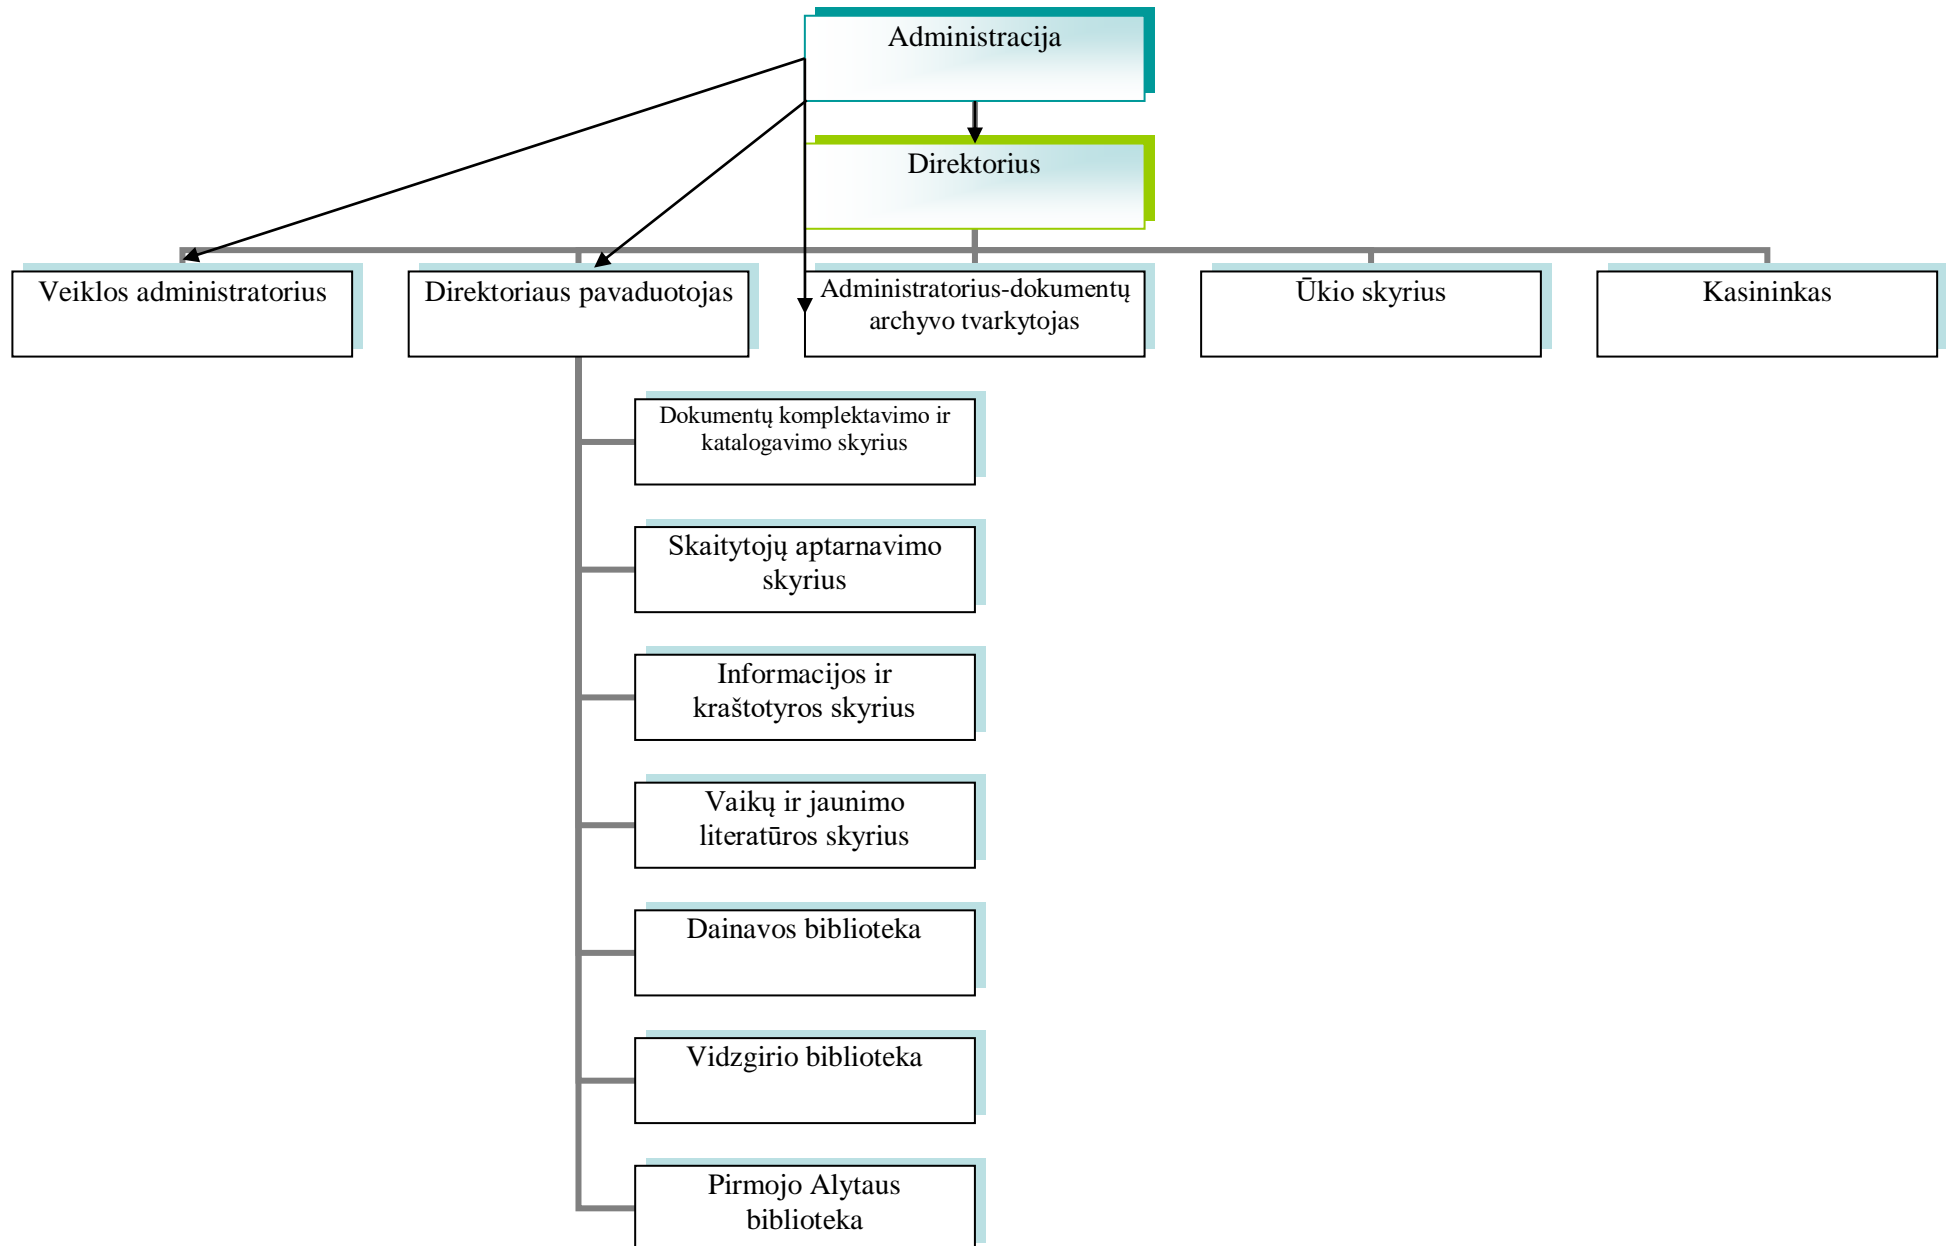 Administracija
Direktorius
Veiklos administratorius
Direktoriaus pavaduotojas
Administratorius-dokumentų
archyvo tvarkytojas
Ūkio skyrius
Kasininkas
Dokumentų komplektavimo ir
katalogavimo skyrius
Skaitytojų aptarnavimo
skyrius
Informacijos ir
kraštotyros skyrius
Vaikų ir jaunimo
literatūros skyrius
Dainavos biblioteka
Vidzgirio biblioteka
Pirmojo Alytaus
biblioteka